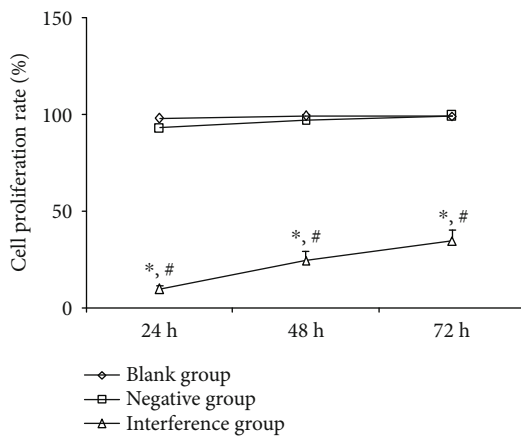 150
100
50
0
Cell proliferation rate (%)
*, #
*, #
*, #
24 h
48 h
72 h
Blank group
Negative group
Interference group